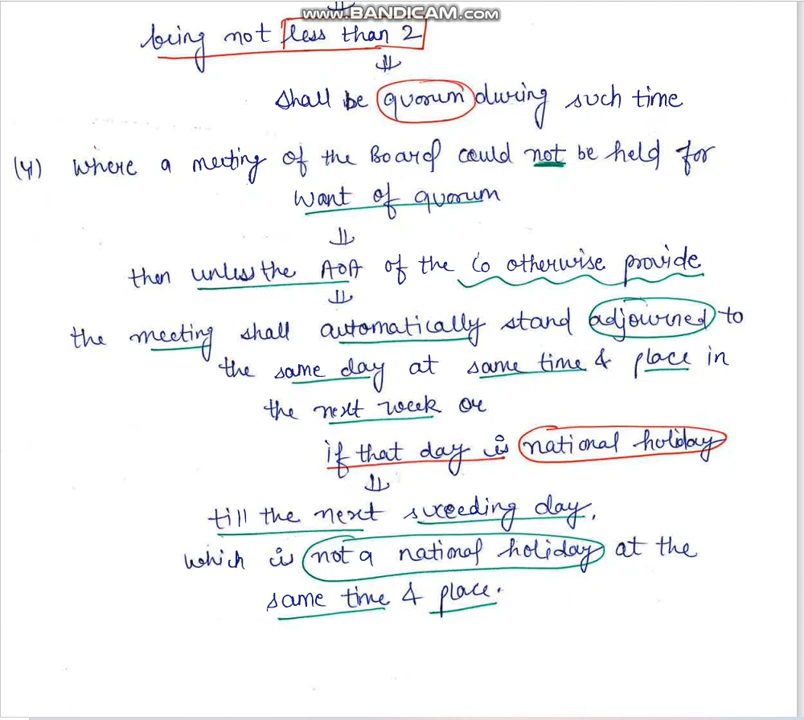 WWW.BANDICAM.COM
⇓
being not less than 2
⇓
shall be quorum during such time
(4) where a meeting of the Board could not be held for
want of quorum
⇓
then unless the AOA of the Co otherwise provide
⇓
the meeting shall automatically stand adjourned to
the same day at same time & place in
the next week or
if that day is national holiday
⇓
till the next succeeding day,
which is not a national holiday at the
same time & place.